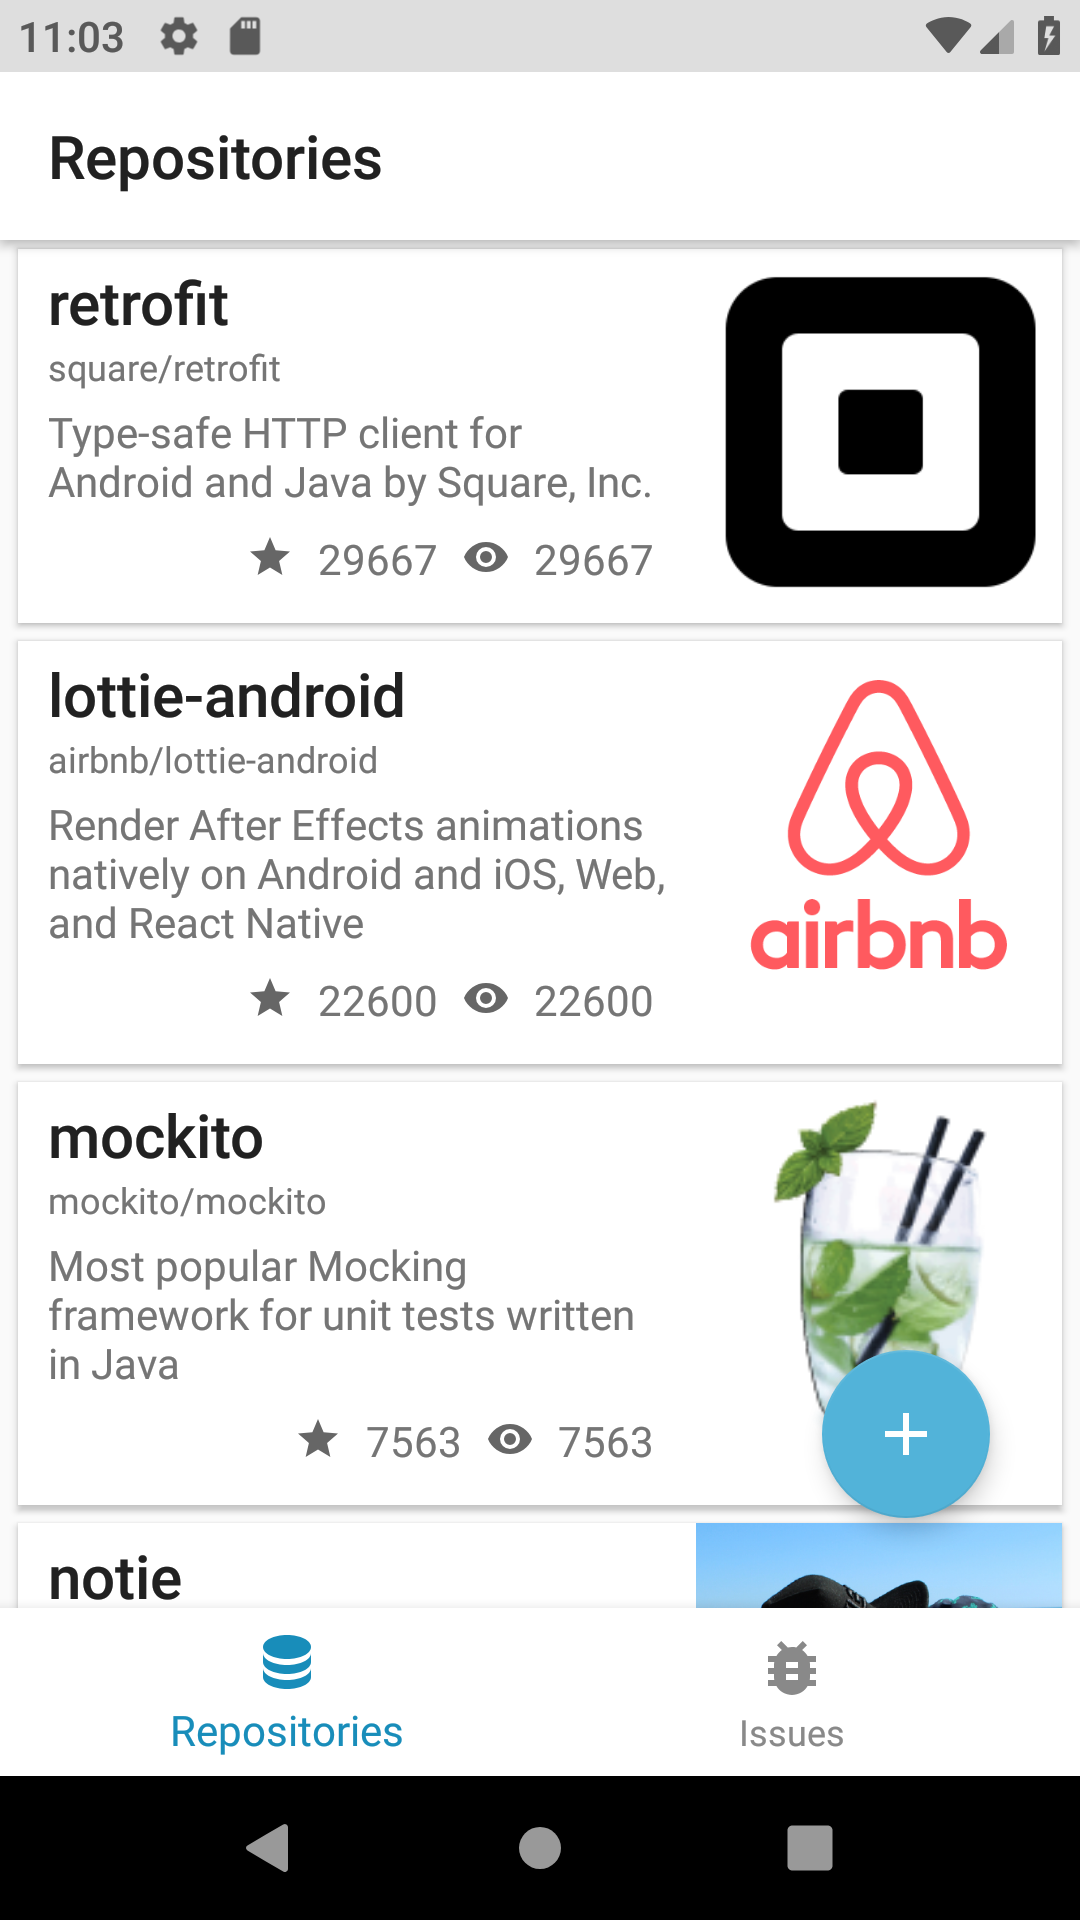 11:03
Repositories
retrofit
square/retrofit
Type-safe HTTP client for
Android and Java by Square, Inc.
29667 29667
lottie-android
airbnb/lottie-android
Render After Effects animations
natively on Android and iOS, Web,
and React Native
22600 22600
airbnb
mockito
mockito/mockito
Most popular Mocking
framework for unit tests written
in Java
7563 7563
notie
Repositories
Issues